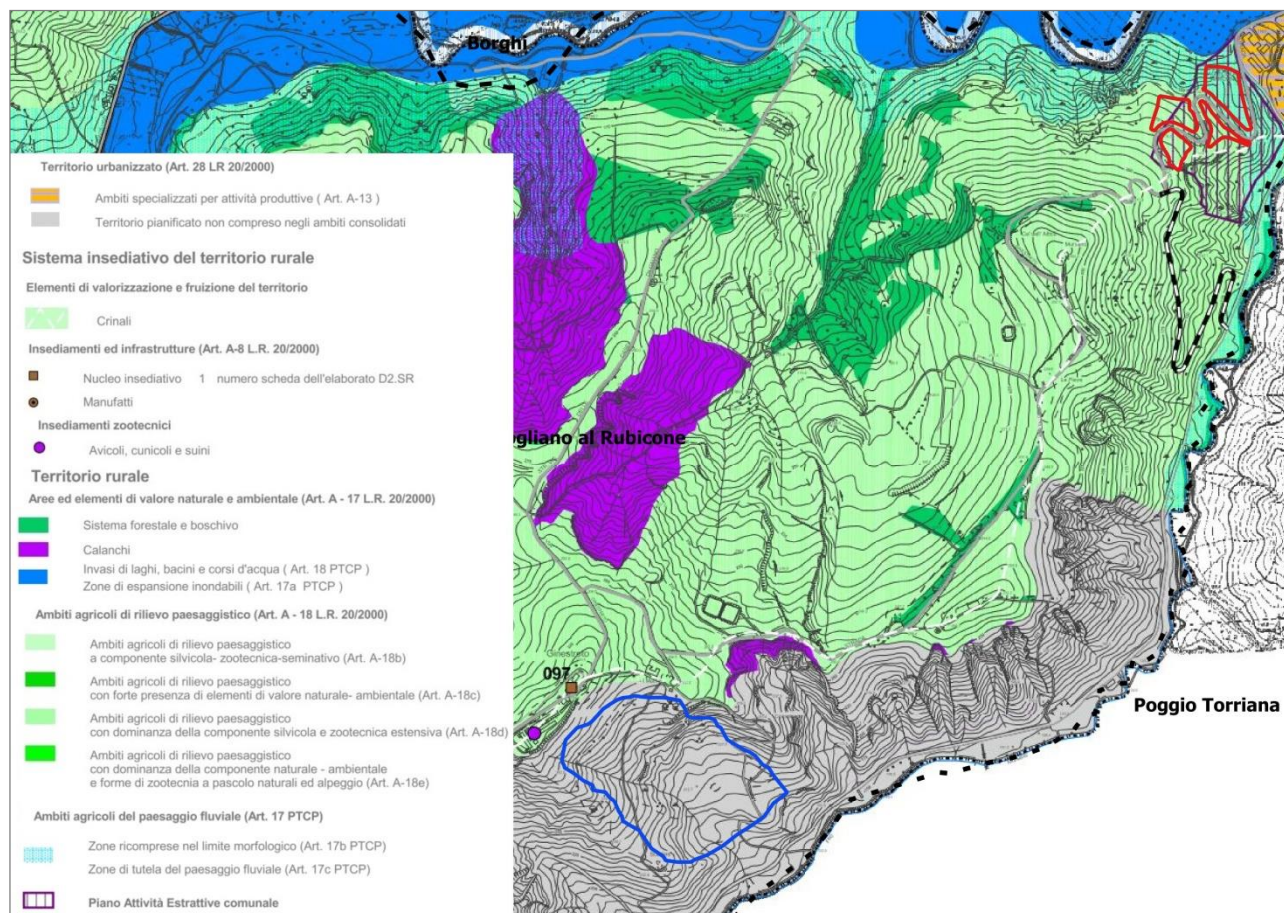 Borghi
Territorio urbanizzato (Art. 28 LR 20/2000)
Ambiti specializzati per attività produttive ( Art. A-13 )
Territorio pianificato non compreso negli ambiti consolidati
Sistema insediativo del territorio rurale
Elementi di valorizzazione e fruizione del territorio
Crinali
Insediamenti ed infrastrutture (Art. A-8 L.R. 20/2000)
Nucleo insediativo 1 numero scheda dell'elaborato D2.SR
Manufatti
Insediamenti zootecnici
Avicoli, cunicoli e suini
Territorio rurale
Aree ed elementi di valore naturale e ambientale (Art. A - 17 L.R. 20/2000)
Sistema forestale e boschivo
Calanchi
Invasi di laghi, bacini e corsi d'acqua ( Art. 18 PTCP )
Zone di espansione inondabili ( Art. 17a PTCP )
Ambiti agricoli di rilievo paesaggistico (Art. A - 18 L.R. 20/2000)
Ambiti agricoli di rilievo paesaggistico
a componente silvicola- zootecnica-seminativo (Art. A-18b)
Ambiti agricoli di rilievo paesaggistico
con forte presenza di elementi di valore naturale- ambientale (Art. A-18c)
Ambiti agricoli di rilievo paesaggistico
con dominanza della componente silvicola e zootecnica estensiva (Art. A-18d)
Ambiti agricoli di rilievo paesaggistico
con dominanza della componente naturale - ambientale
e forme di zootecnia a pascolo naturali ed alpeggio (Art. A-18e)
Ambiti agricoli del paesaggio fluviale (Art. 17 PTCP)
Zone ricomprese nel limite morfologico (Art. 17b PTCP)
Zone di tutela del paesaggio fluviale (Art. 17c PTCP)
Piano Attività Estrattive comunale
ogliano al Rubicone
Ginestreto
097
Poggio Torriana